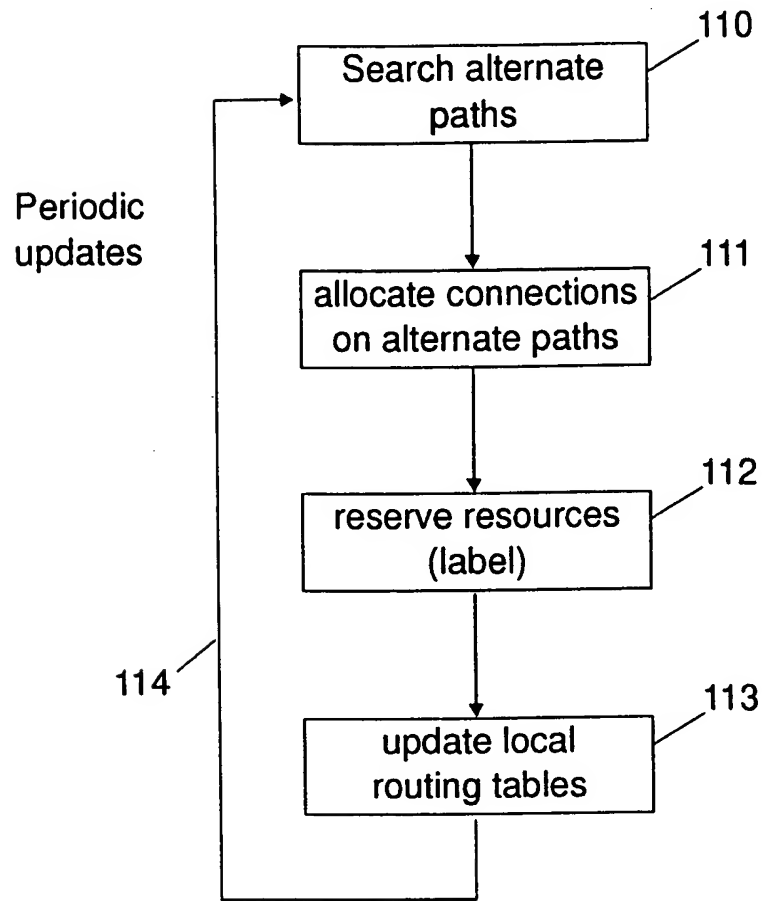 110
Search alternate
paths
Periodic
updates
111
allocate connections
on alternate paths
112
reserve resources
(label)
114
113
update local
routing tables